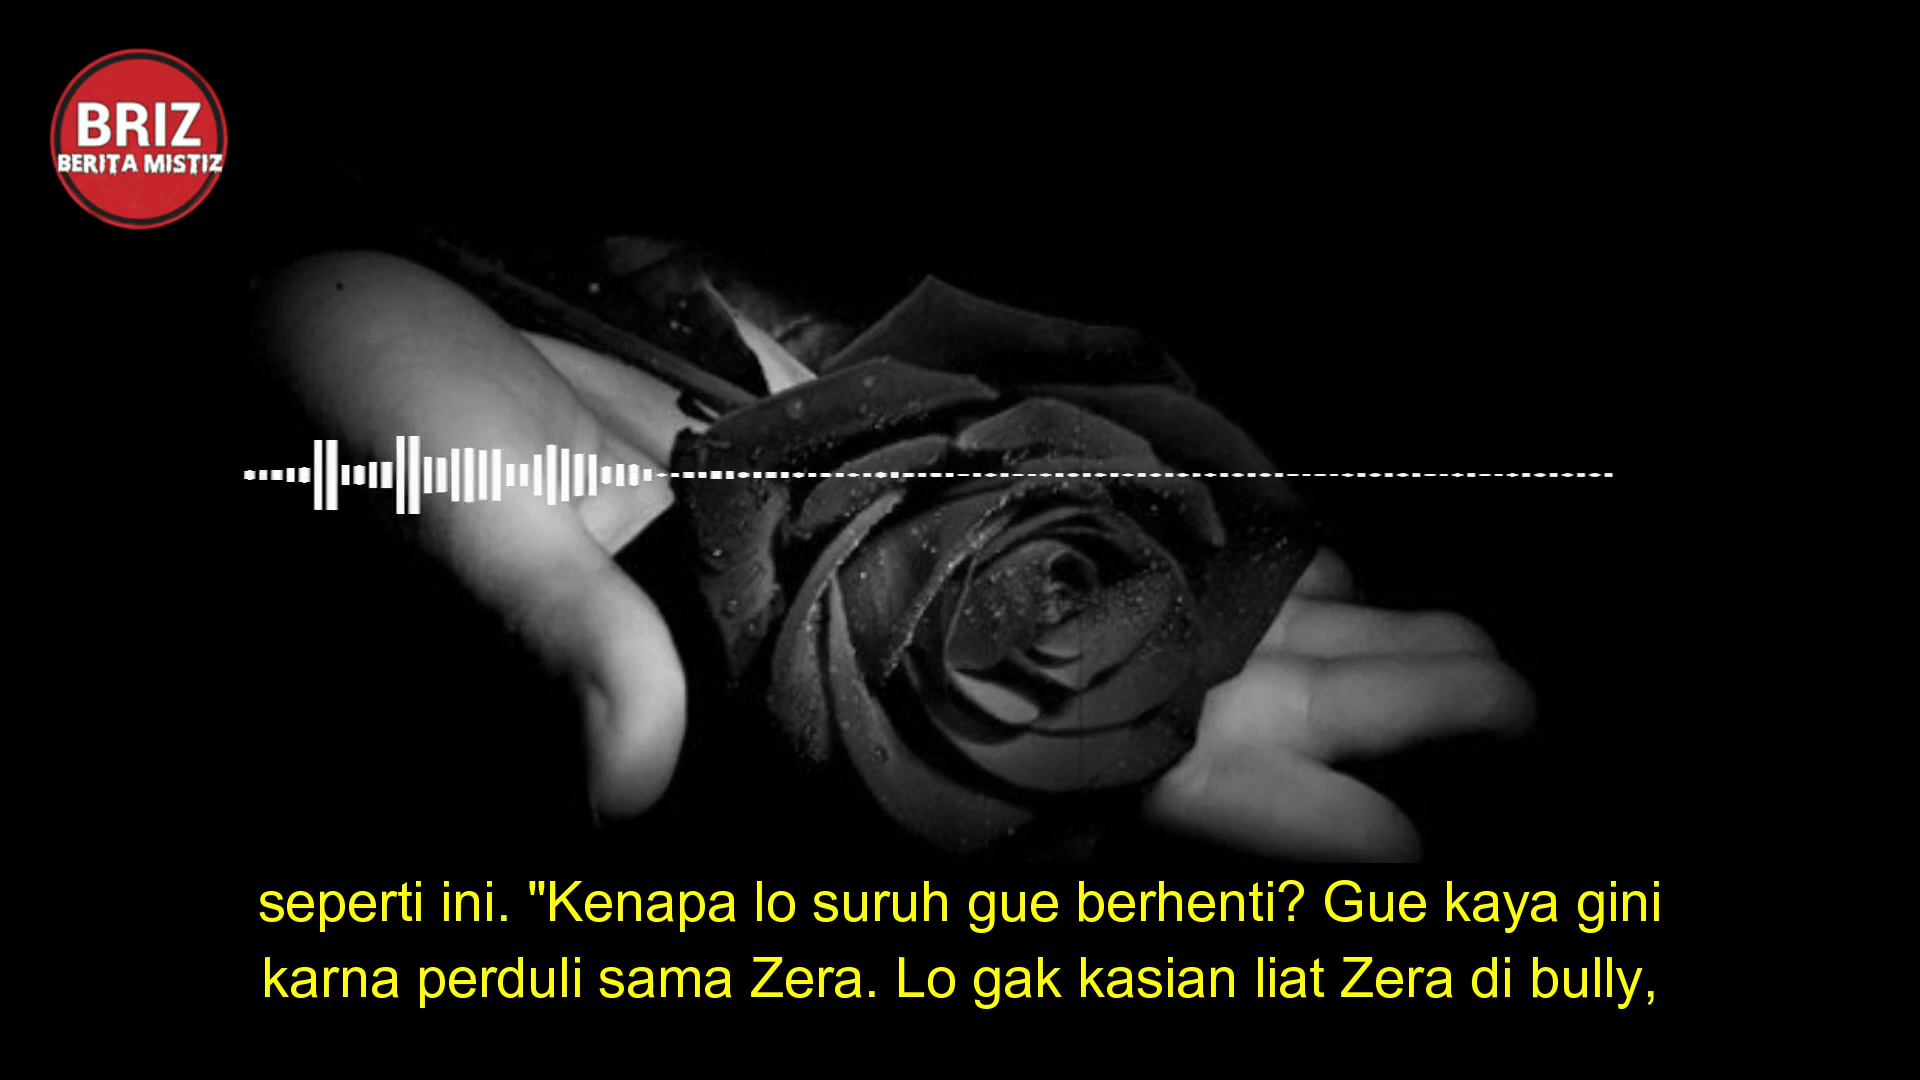 BRIZ
BERITA MISTIZ
seperti ini. "Kenapa lo suruh gue berhenti? Gue kaya gini
karna perduli sama Zera. Lo gak kasian liat Zera di bully,